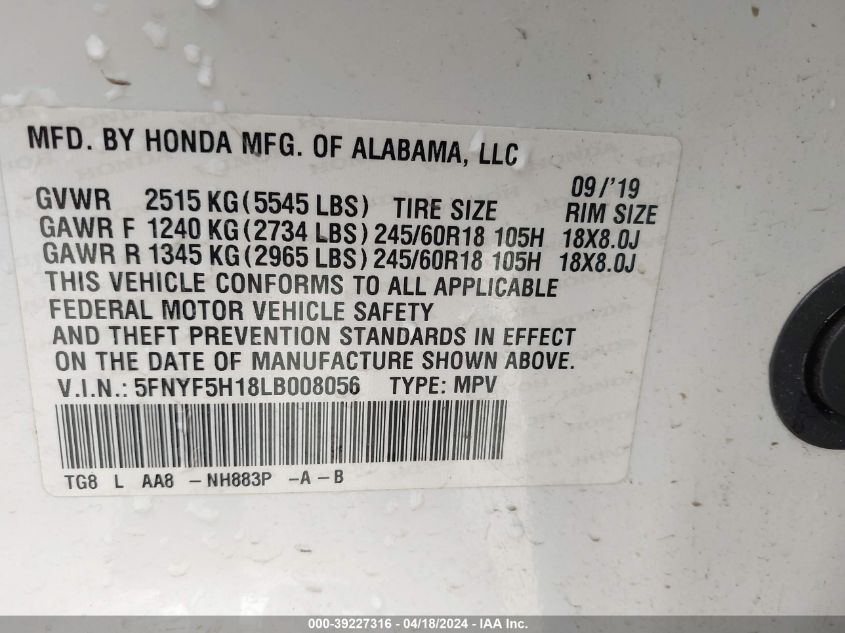 MFD. BY HONDA MFG. OF ALABAMA, LLC
09/'19
GVWR 2515 KG (5545 LBS) TIRE SIZE RIM SIZE
GAWR F 1240 KG (2734 LBS) 245/60R18 105H 18X8.0J
GAWR R 1345 KG (2965 LBS) 245/60R18 105H 18X8.0J
THIS VEHICLE CONFORMS TO ALL APPLICABLE
FEDERAL MOTOR VEHICLE SAFETY
AND THEFT PREVENTION STANDARDS IN EFFECT
ON THE DATE OF MANUFACTURE SHOWN ABOVE.
V.I.N.: 5FNYF5H18LB008056 TYPE: MPV
TG8 L AA8 -NH883P -A -B
000-39227316 - 04/18/2024 - IAA Inc.